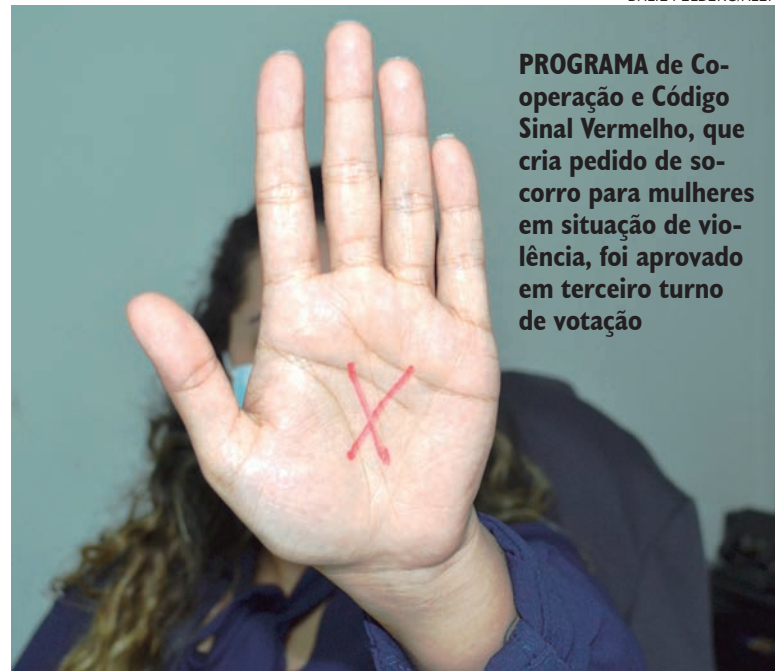 PROGRAMA de Co-
operação e Código
Sinal Vermelho, que
cria pedido de so-
corro para mulheres
em situação de vio-
lência, foi aprovado
em terceiro turno
de votação